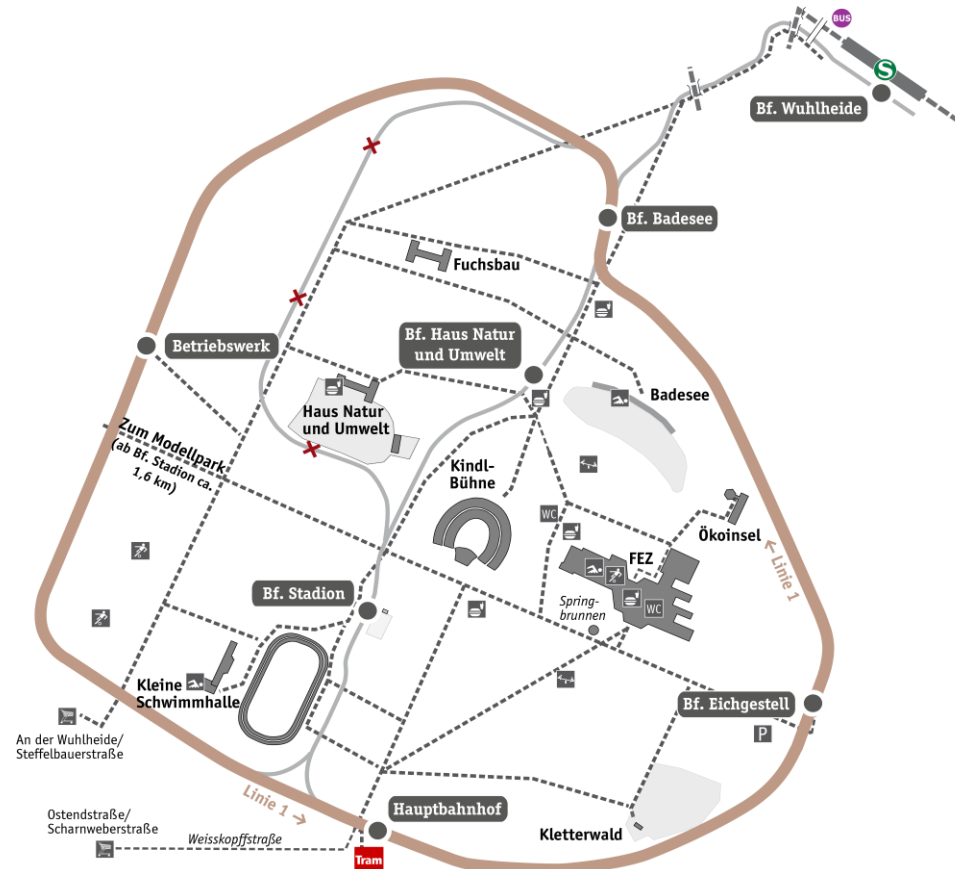 BUS
S
Bf. Wuhlheide
Bf. Badesee
Fuchsbau
Betriebswerk
Bf. Haus Natur
und Umwelt
Badesee
Haus Natur
und Umwelt
Zum Modellpark
(ab Bf. Stadion ca.
1,6 km)
Kindl-
Bühne
WC
Ökoinsel
FEZ
← Linie 1
Bf. Stadion
Spring-
brunnen
WC
Kleine
Schwimmhalle
Bf. Eichgestell
P
An der Wuhlheide/
Steffelbauerstraße
Linie 1 →
Hauptbahnhof
Ostendstraße/
Scharnweberstraße
Weisskopffstraße
Kletterwald
Tram